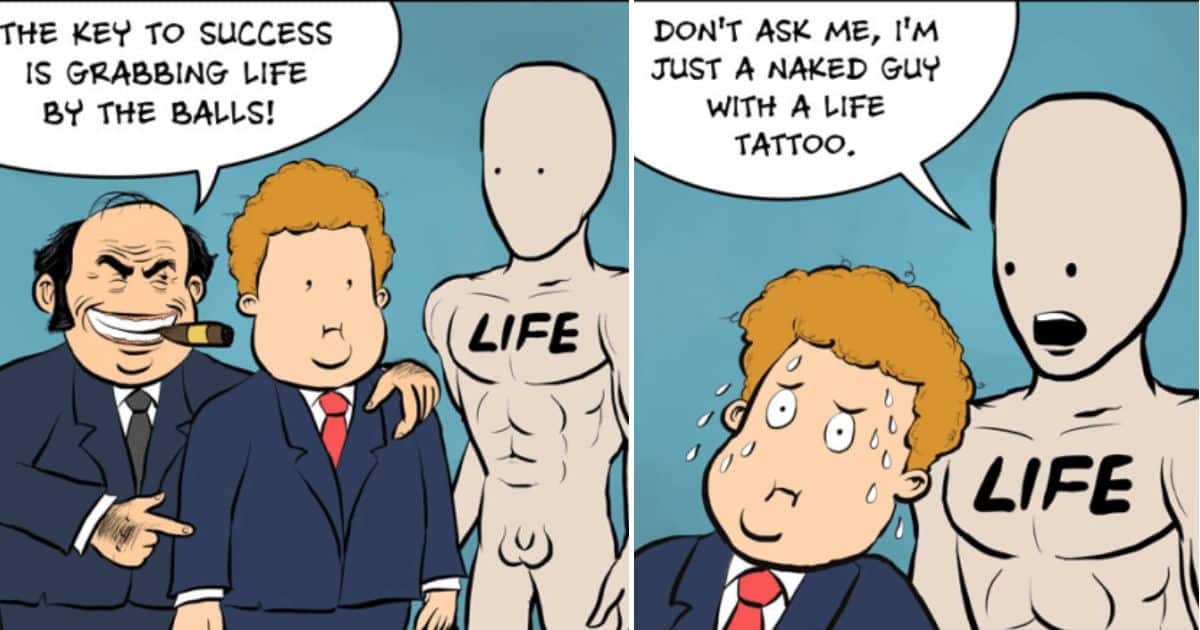 THE KEY TO SUCCESS
IS GRABBING LIFE
BY THE BALLS!
LIFE
DON'T ASK ME, I'M
JUST A NAKED GUY
WITH A LIFE
TATTOO.
LIFE